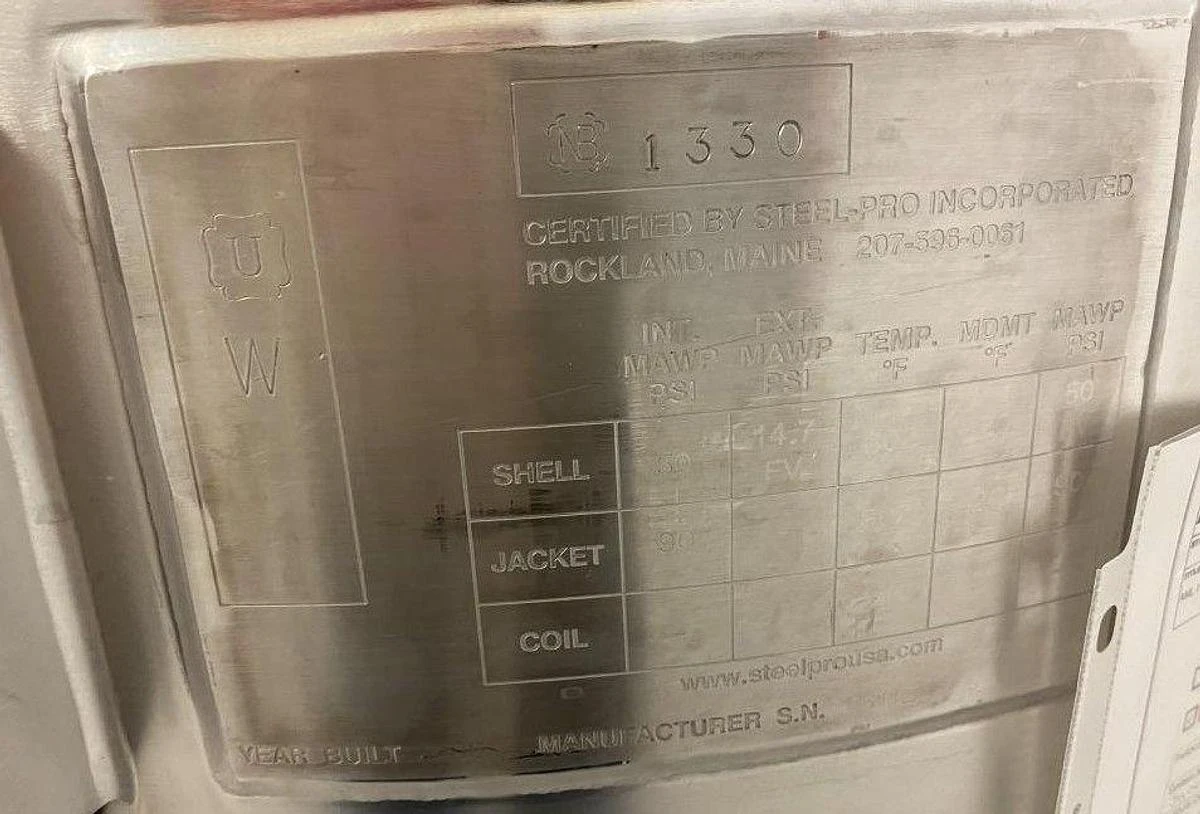 NB 1330
CERTIFIED BY STEEL-PRO INCORPORATED
ROCKLAND, MAINE 207-596-0061
U
W
INT. MAWP PSI
EXT. MAWP PSI
TEMP. °F
MDMT °F
MAWP PSI
SHELL 14.7 FV 50
JACKET 90
COIL
www.steelprousa.com
MANUFACTURER S.N.
YEAR BUILT